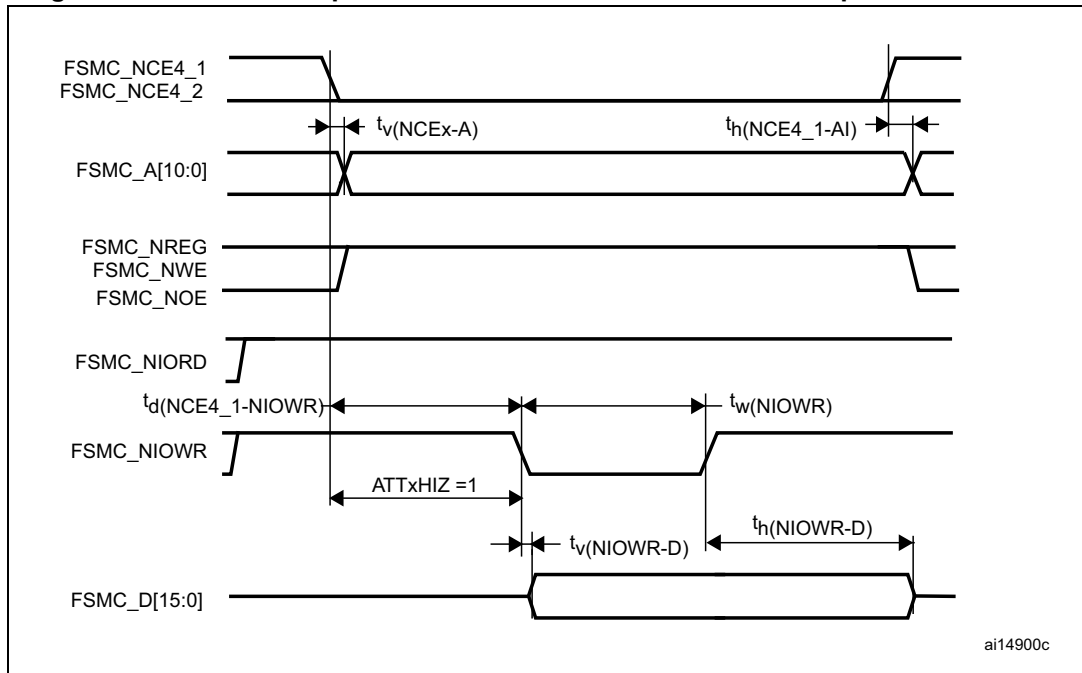 FSMC_NCE4_1
FSMC_NCE4_2
tv(NCEx-A)
th(NCE4_1-AI)
FSMC_A[10:0]
FSMC_NREG
FSMC_NWE
FSMC_NOE
FSMC_NIORD
td(NCE4_1-NIOWR)
tw(NIOWR)
FSMC_NIOWR
ATTxHIZ =1
th(NIOWR-D)
tv(NIOWR-D)
FSMC_D[15:0]
ai14900c